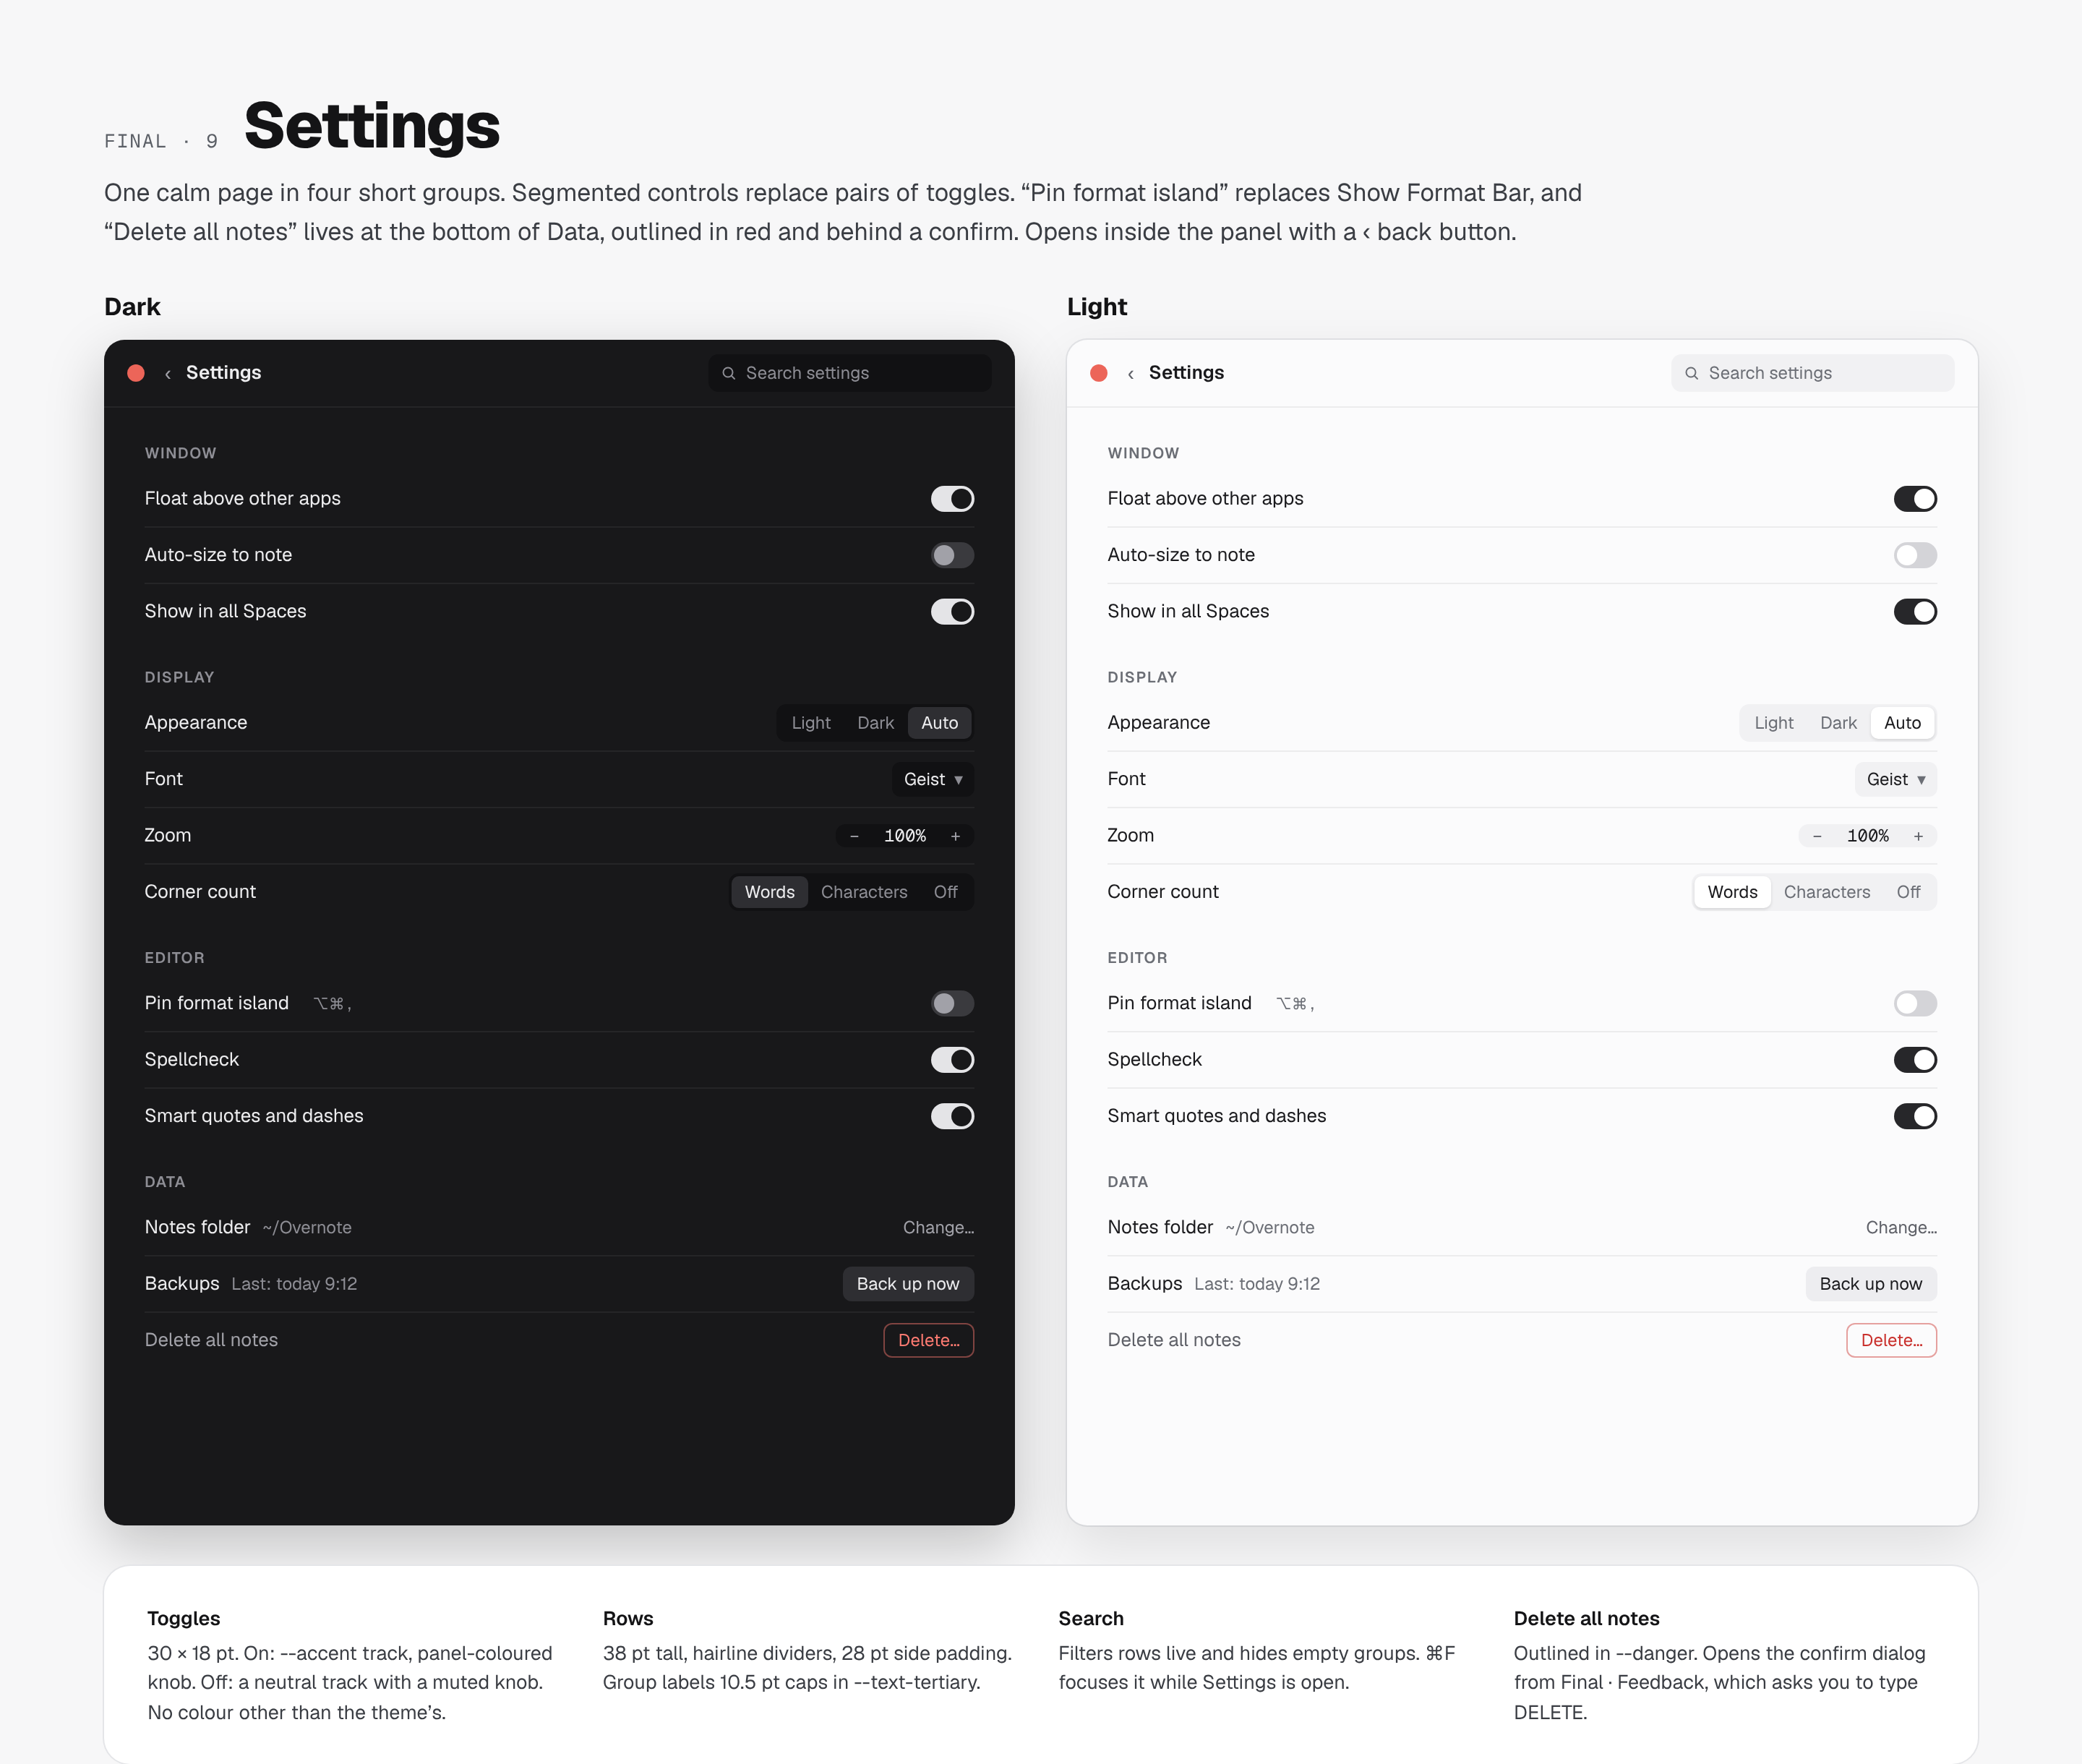 FINAL · 9 Settings
One calm page in four short groups. Segmented controls replace pairs of toggles. “Pin format island” replaces Show Format Bar, and
“Delete all notes” lives at the bottom of Data, outlined in red and behind a confirm. Opens inside the panel with a ‹ back button.
Dark
‹ Settings
Search settings
WINDOW
Float above other apps
Auto-size to note
Show in all Spaces
DISPLAY
Appearance Light Dark Auto
Font Geist ▾
Zoom − 100% +
Corner count Words Characters Off
EDITOR
Pin format island ⌥⌘,
Spellcheck
Smart quotes and dashes
DATA
Notes folder ~/Overnote Change…
Backups Last: today 9:12 Back up now
Delete all notes Delete…
Light
‹ Settings
Search settings
WINDOW
Float above other apps
Auto-size to note
Show in all Spaces
DISPLAY
Appearance Light Dark Auto
Font Geist ▾
Zoom − 100% +
Corner count Words Characters Off
EDITOR
Pin format island ⌥⌘,
Spellcheck
Smart quotes and dashes
DATA
Notes folder ~/Overnote Change…
Backups Last: today 9:12 Back up now
Delete all notes Delete…
Toggles
30 × 18 pt. On: --accent track, panel-coloured
knob. Off: a neutral track with a muted knob.
No colour other than the theme’s.
Rows
38 pt tall, hairline dividers, 28 pt side padding.
Group labels 10.5 pt caps in --text-tertiary.
Search
Filters rows live and hides empty groups. ⌘F
focuses it while Settings is open.
Delete all notes
Outlined in --danger. Opens the confirm dialog
from Final · Feedback, which asks you to type
DELETE.